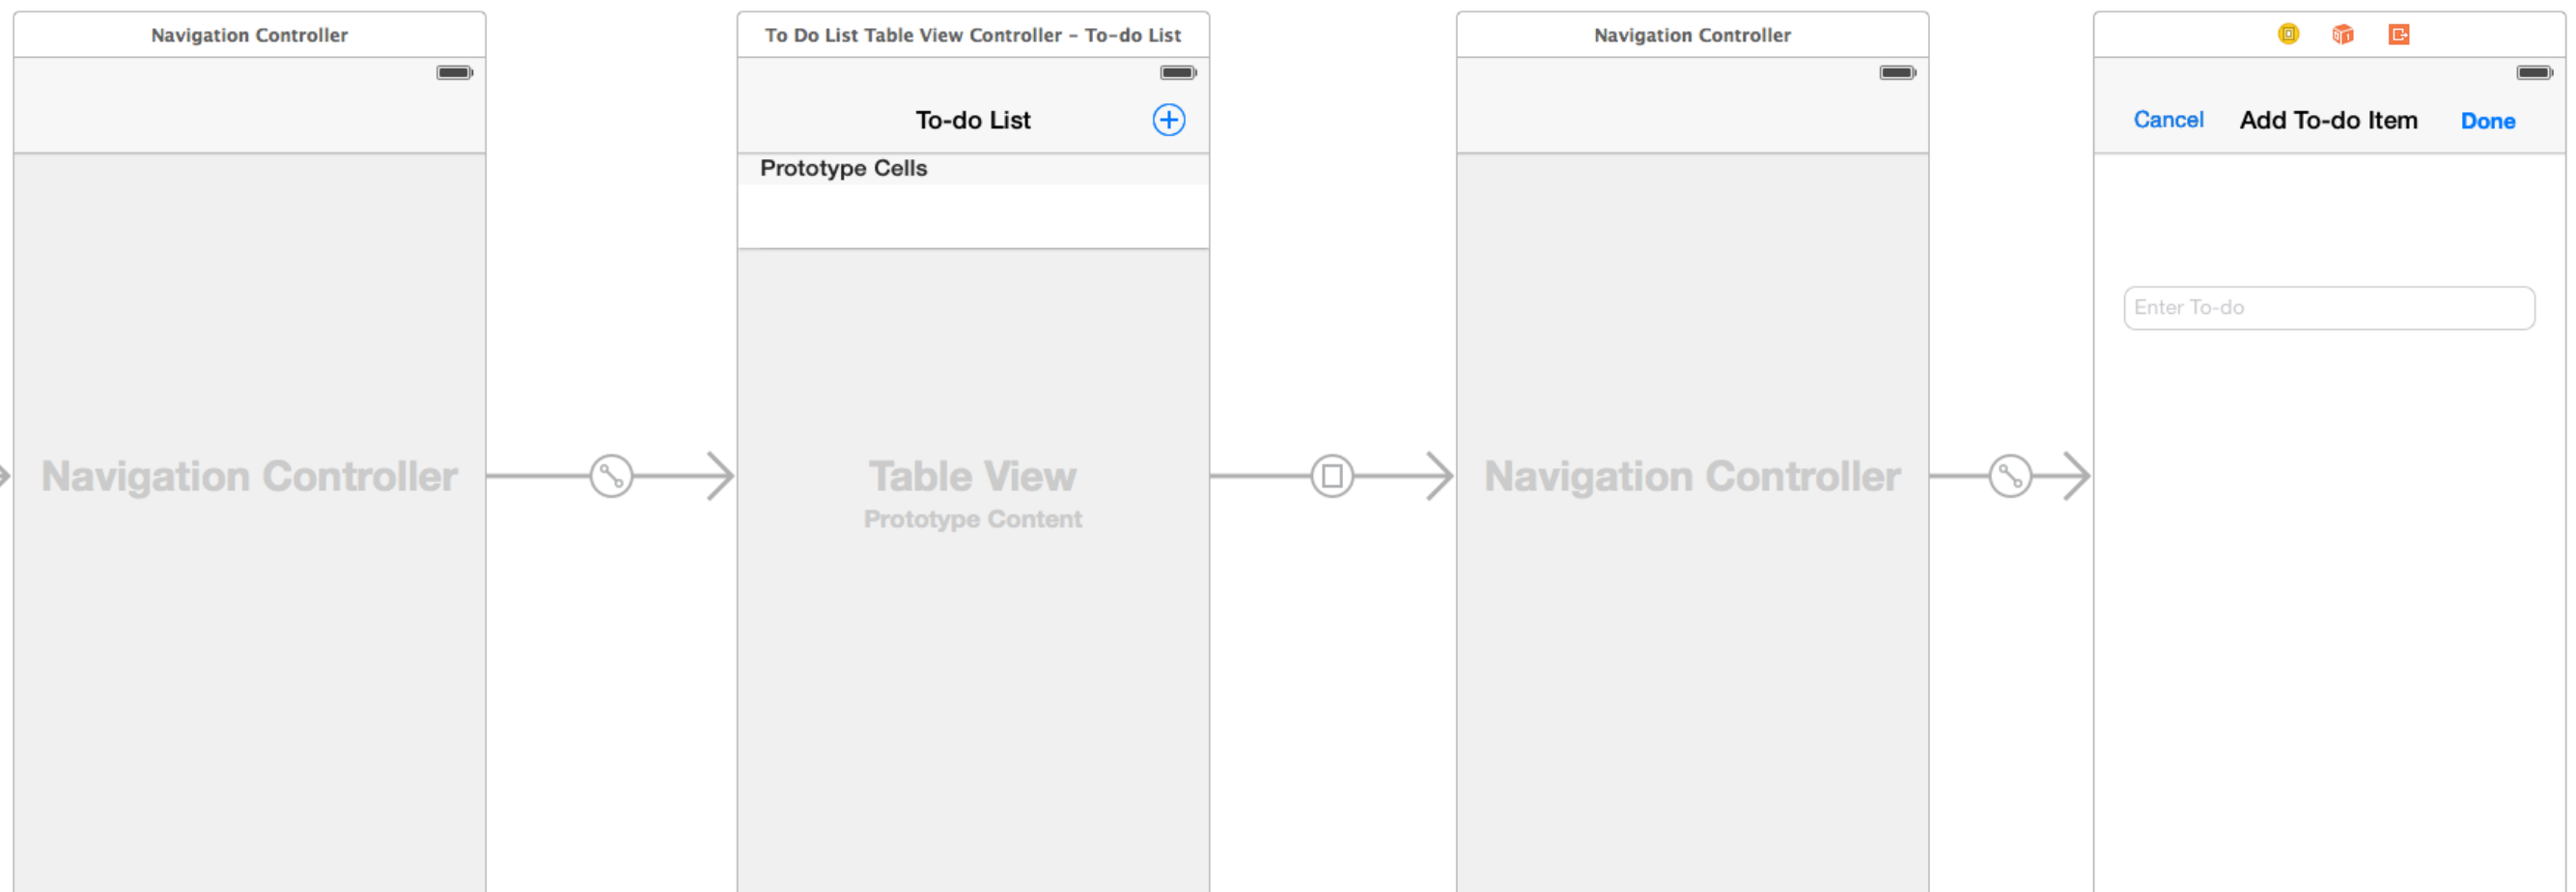 Navigation Controller
Navigation Controller
To Do List Table View Controller – To-do List
To-do List
Prototype Cells
Table View
Prototype Content
Navigation Controller
Navigation Controller
Cancel Add To-do Item Done
Enter To-do